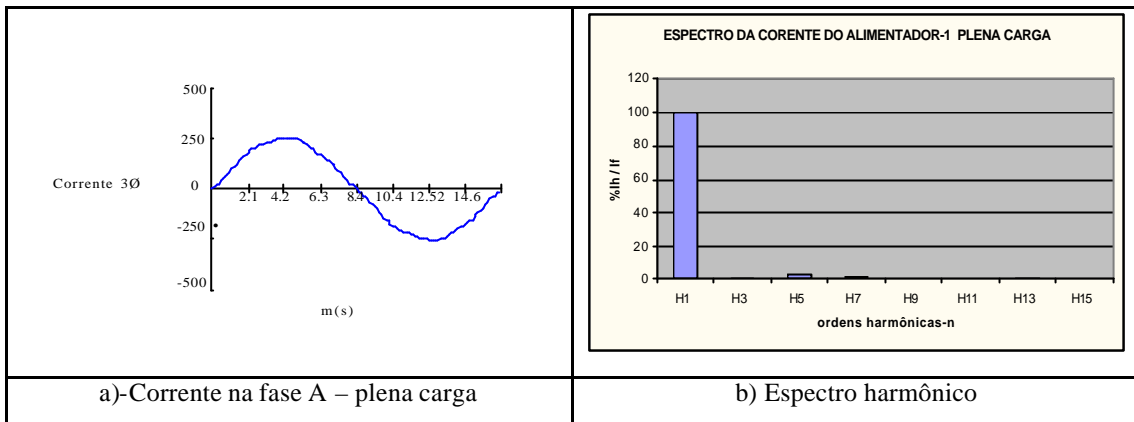 500
250
Corrente 3Ø
0
2.1 4.2 6.3 8.4 10.4 12.52 14.6
-250
-500
m(s)
ESPECTRO DA CORENTE DO ALIMENTADOR-1 PLENA CARGA
120
100
80
60
40
20
0
%Ih / If
H1 H3 H5 H7 H9 H11 H13 H15
ordens harmônicas-n
a)-Corrente na fase A – plena carga
b) Espectro harmônico